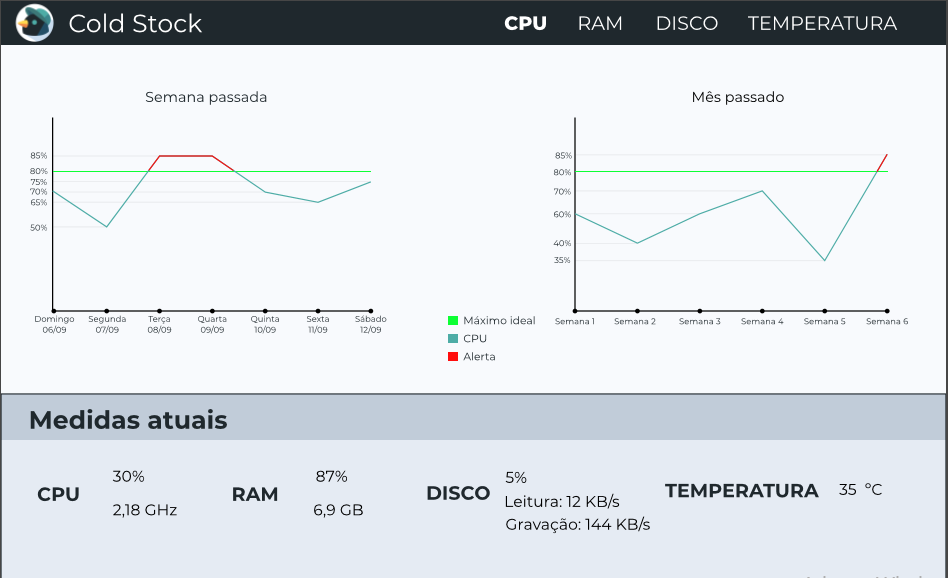 Cold Stock
CPU RAM DISCO TEMPERATURA
Semana passada
85%
80%
75%
70%
65%
50%
Domingo 06/09
Segunda 07/09
Terça 08/09
Quarta 09/09
Quinta 10/09
Sexta 11/09
Sábado 12/09
Máximo ideal
CPU
Alerta
Mês passado
85%
80%
70%
60%
40%
35%
Semana 1 Semana 2 Semana 3 Semana 4 Semana 5 Semana 6
Medidas atuais
CPU
30%
2,18 GHz
RAM
87%
6,9 GB
DISCO
5%
Leitura: 12 KB/s
Gravação: 144 KB/s
TEMPERATURA
35 ºC